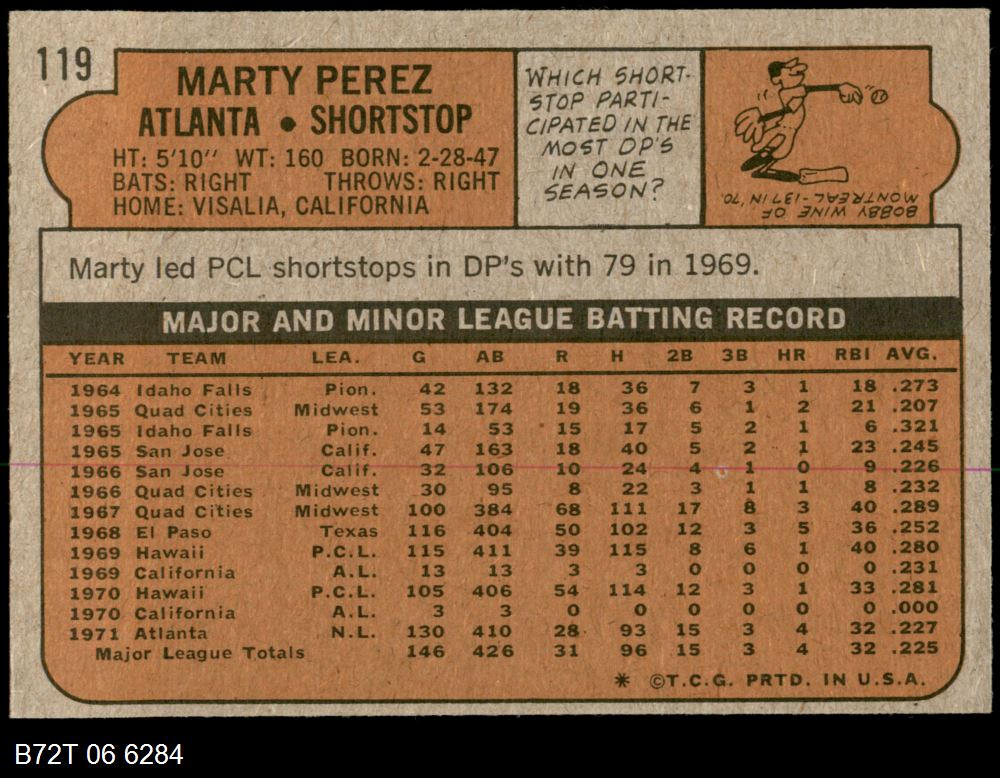 119
MARTY PEREZ
ATLANTA • SHORTSTOP
HT: 5'10" WT: 160 BORN: 2-28-47
BATS: RIGHT THROWS: RIGHT
HOME: VISALIA, CALIFORNIA
WHICH SHORT-
STOP PARTI-
CIPATED IN THE
MOST DP'S
IN ONE
SEASON?
BOBBY WINE OF
MONTREAL-137 IN '70.
Marty led PCL shortstops in DP's with 79 in 1969.
MAJOR AND MINOR LEAGUE BATTING RECORD
YEAR TEAM LEA. G AB R H 2B 3B HR RBI AVG.
1964 Idaho Falls Pion. 42 132 18 36 7 3 1 18 .273
1965 Quad Cities Midwest 53 174 19 36 6 1 2 21 .207
1965 Idaho Falls Pion. 14 53 15 17 5 2 1 6 .321
1965 San Jose Calif. 47 163 18 40 5 2 1 23 .245
1966 San Jose Calif. 32 106 10 24 4 1 0 9 .226
1966 Quad Cities Midwest 30 95 8 22 3 1 1 8 .232
1967 Quad Cities Midwest 100 384 68 111 17 8 3 40 .289
1968 El Paso Texas 116 404 50 102 12 3 5 36 .252
1969 Hawaii P.C.L. 115 411 39 115 8 6 1 40 .280
1969 California A.L. 13 13 3 3 0 0 0 0 .231
1970 Hawaii P.C.L. 105 406 54 114 12 3 1 33 .281
1970 California A.L. 3 3 0 0 0 0 0 0 .000
1971 Atlanta N.L. 130 410 28 93 15 3 4 32 .227
Major League Totals 146 426 31 96 15 3 4 32 .225
* ©T.C.G. PRTD. IN U.S.A.
B72T 06 6284